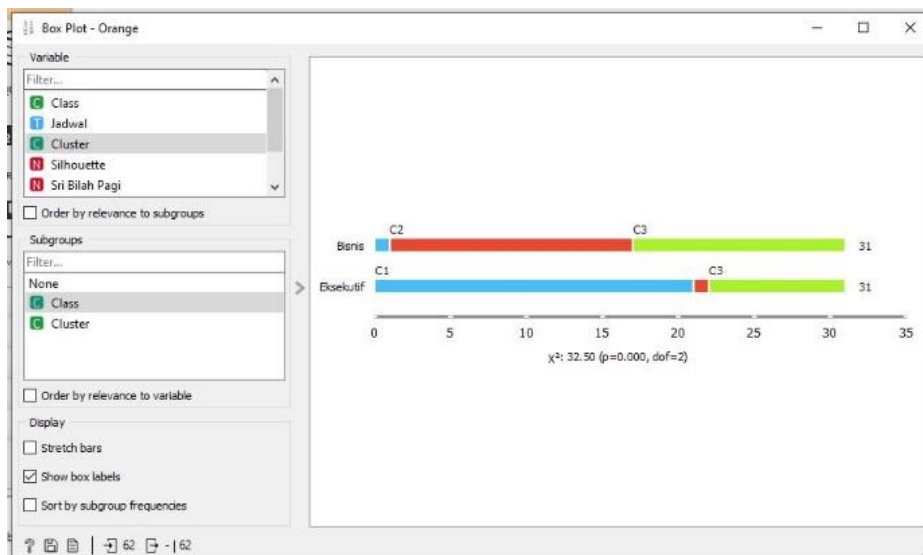 Box Plot - Orange
Variable
Filter...
C Class
T Jadwal
C Cluster
N Silhouette
N Sri Bilah Pagi
Order by relevance to subgroups
Subgroups
Filter...
None
C Class
C Cluster
Order by relevance to variable
Display
Stretch bars
Show box labels
Sort by subgroup frequencies
? 62 - | 62
C2 C3
Bisnis 31
C1 C3
Eksekutif 31
0 5 10 15 20 25 30 35
χ²: 32.50 (p=0.000, dof=2)